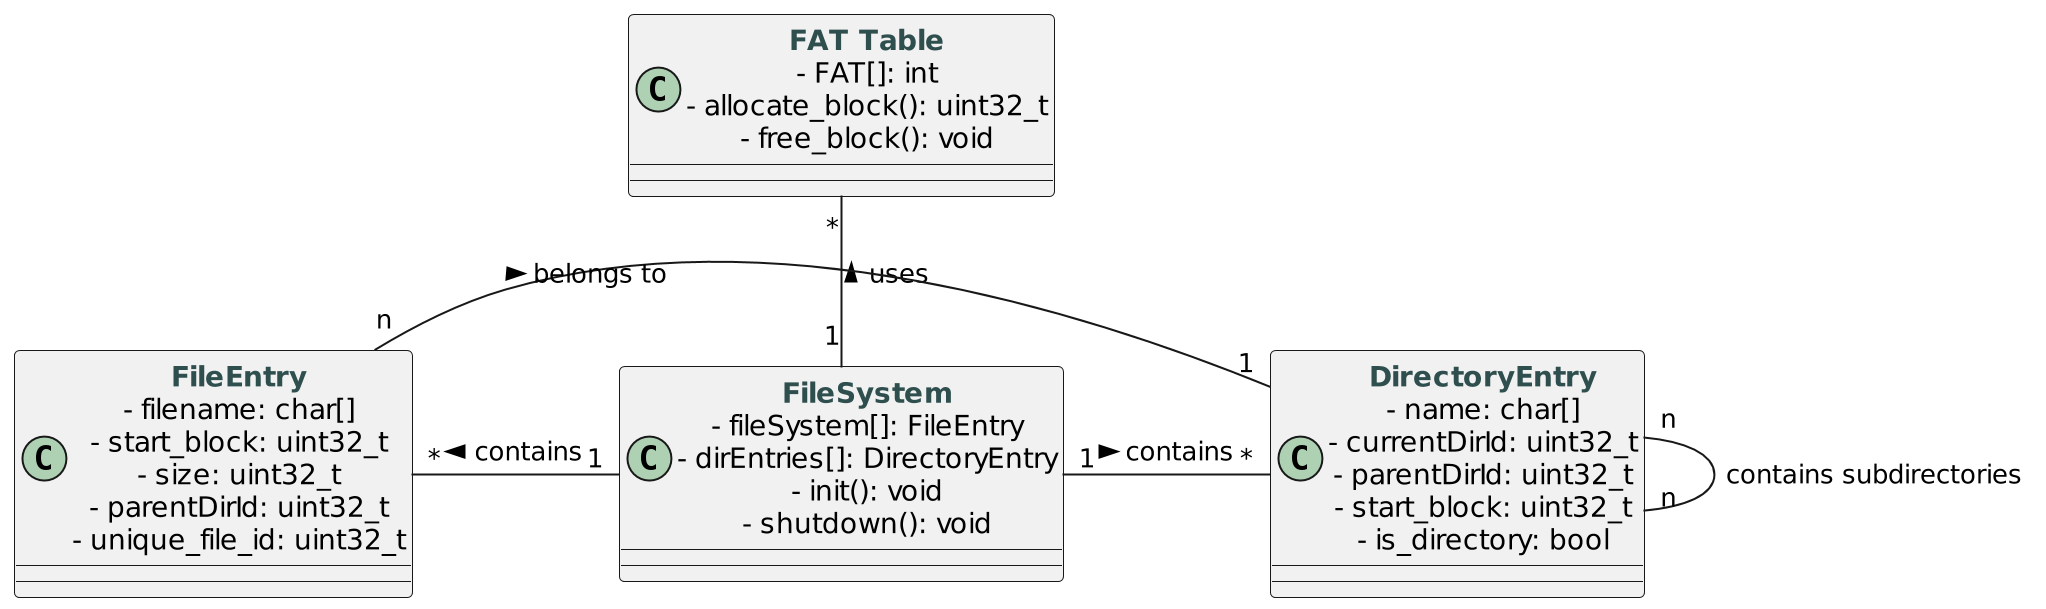 FAT Table
C
- FAT[]: int
- allocate_block(): uint32_t
- free_block(): void
*
belongs to
uses
n
1
1
FileEntry
C
- filename: char[]
- start_block: uint32_t
- size: uint32_t
- parentDirId: uint32_t
- unique_file_id: uint32_t
* contains 1
FileSystem
C
- fileSystem[]: FileEntry
- dirEntries[]: DirectoryEntry
- init(): void
- shutdown(): void
1 contains *
DirectoryEntry
C
- name: char[]
- currentDirId: uint32_t
- parentDirId: uint32_t
- start_block: uint32_t
- is_directory: bool
n
contains subdirectories
n